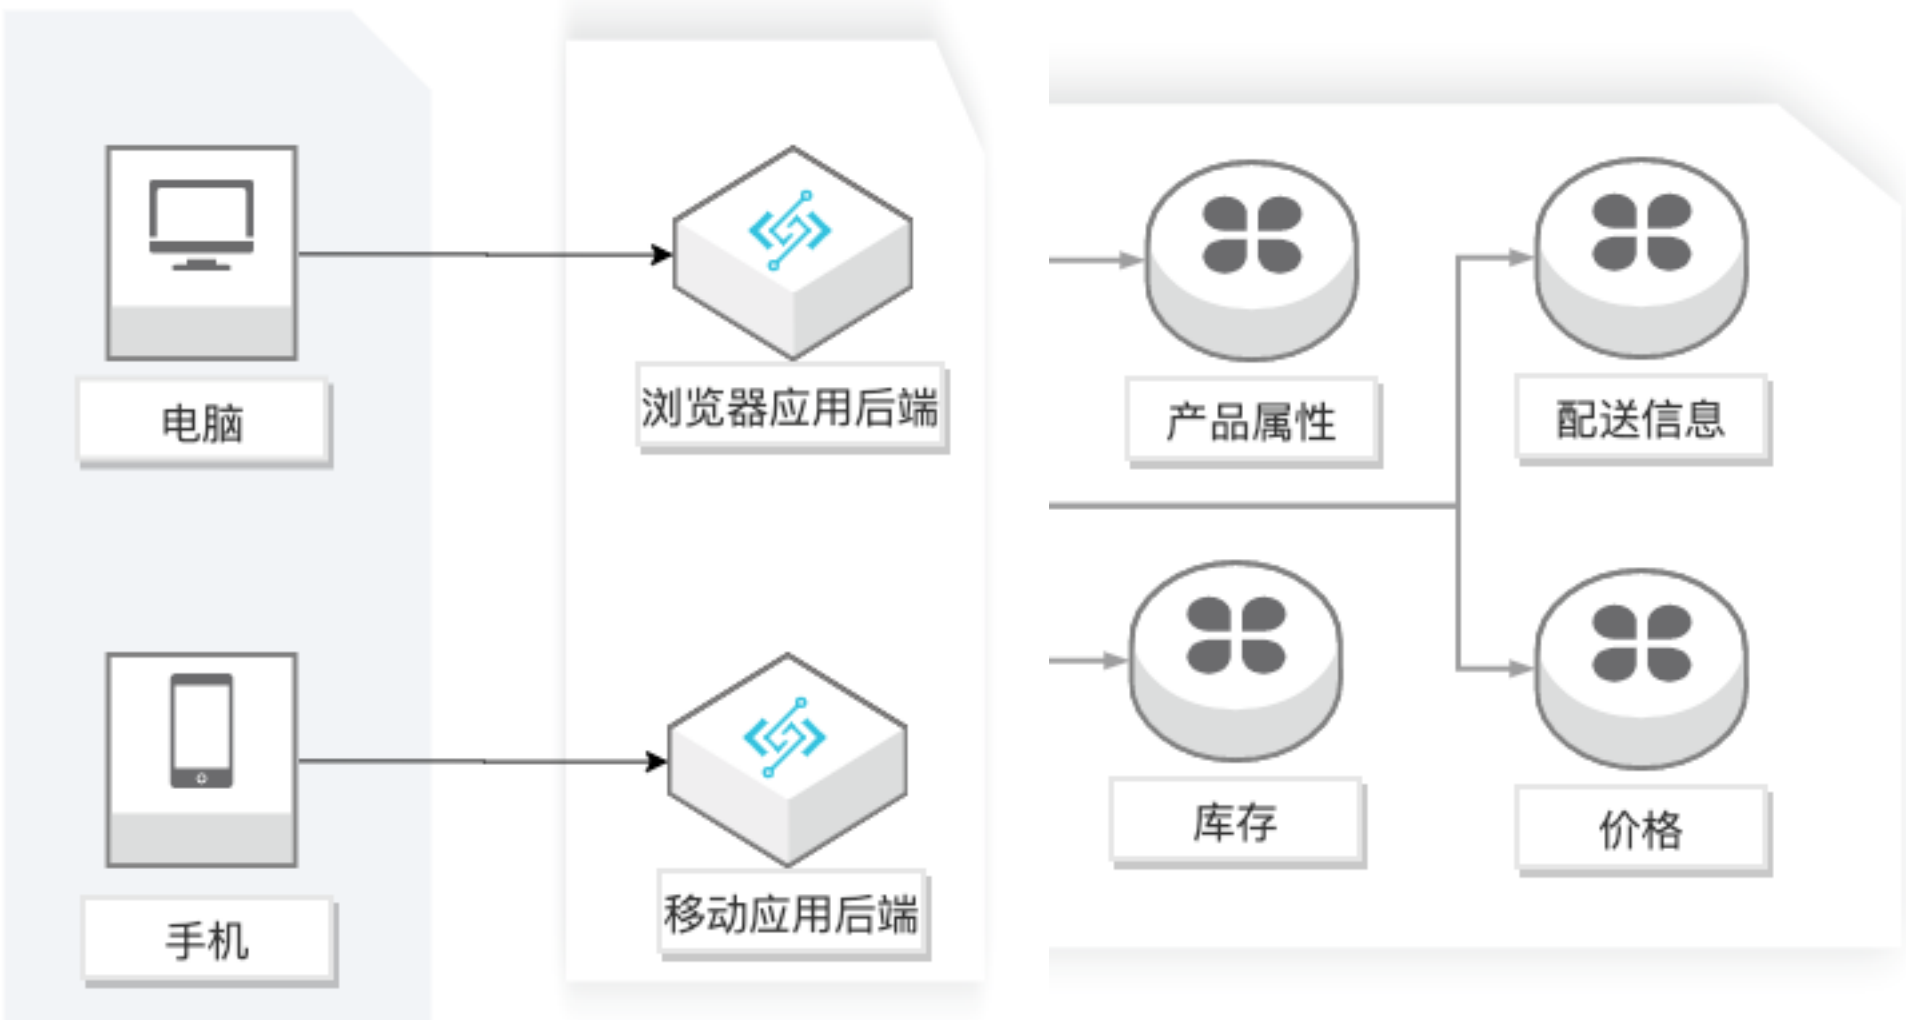 电脑
浏览器应用后端
产品属性
配送信息
手机
移动应用后端
库存
价格